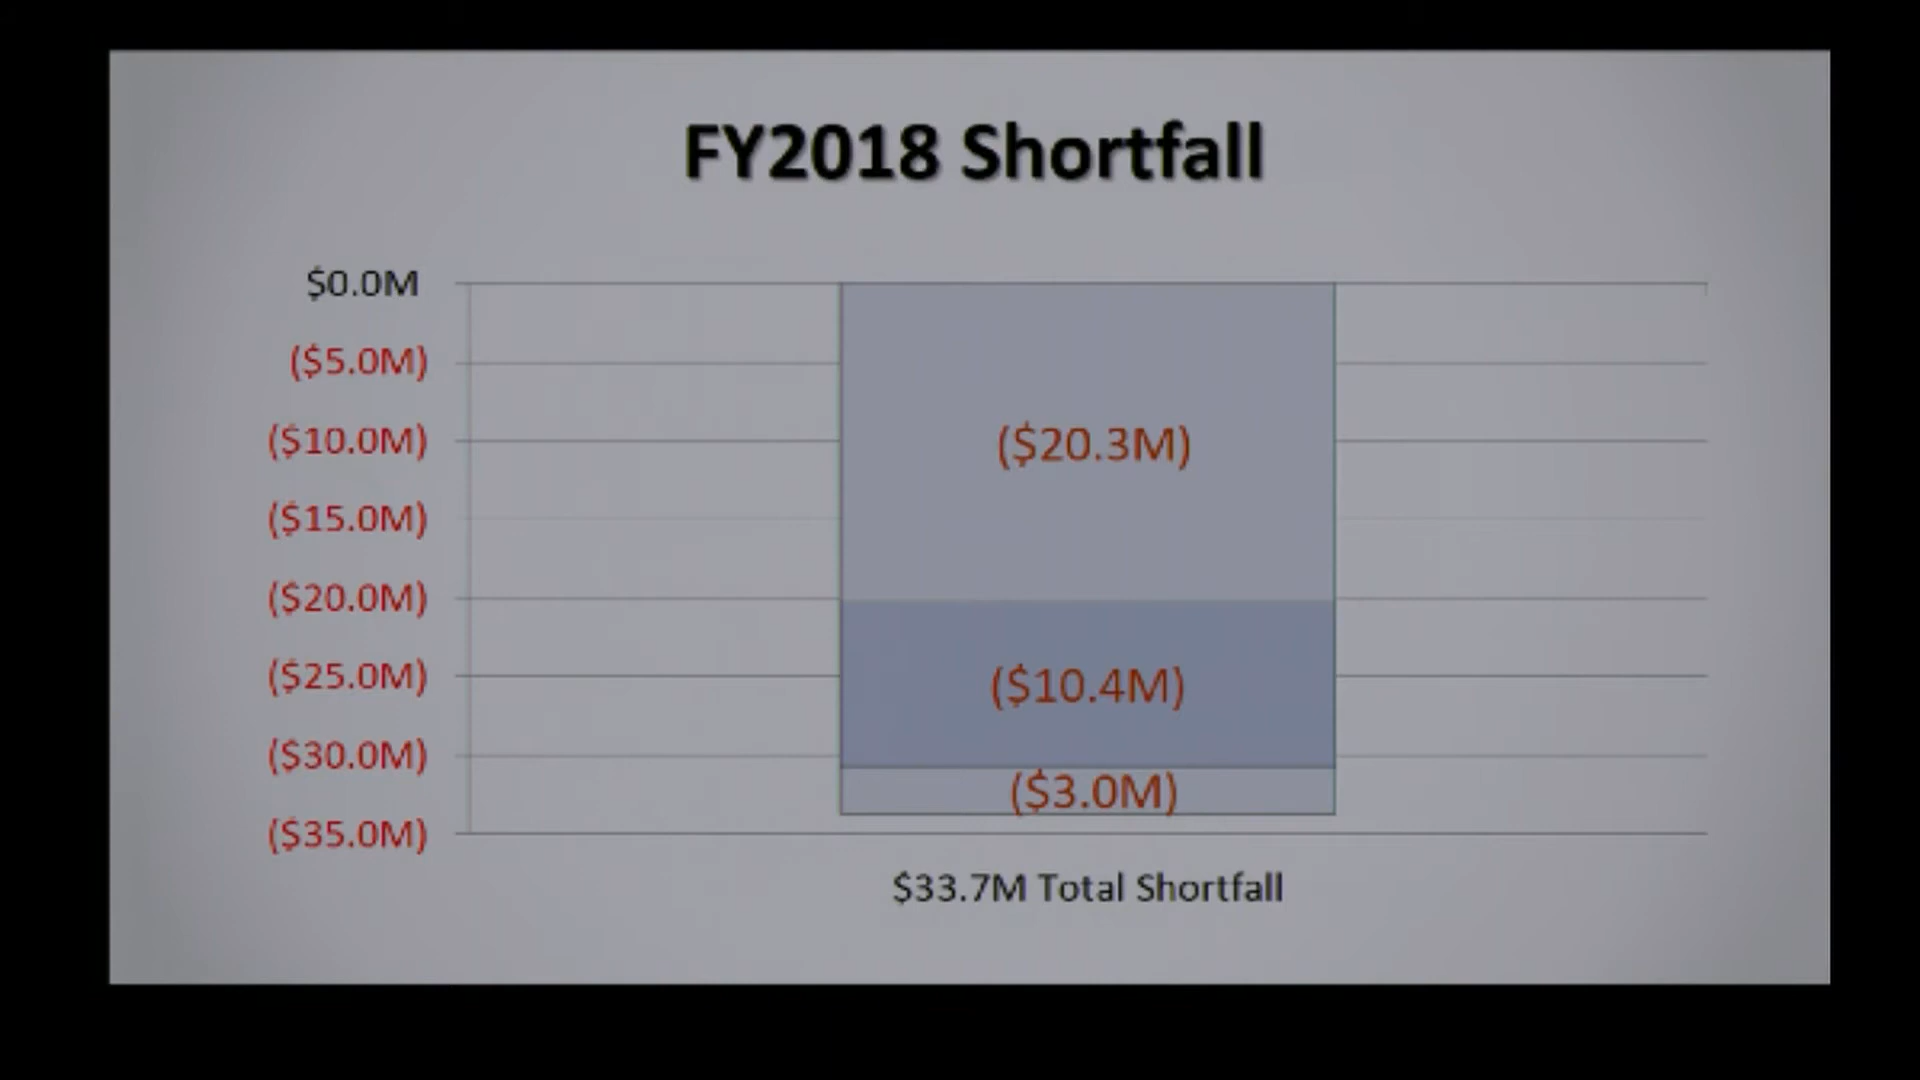 FY2018 Shortfall
$0.0M
($5.0M)
($10.0M)
($15.0M)
($20.0M)
($25.0M)
($30.0M)
($35.0M)
($20.3M)
($10.4M)
($3.0M)
$33.7M Total Shortfall